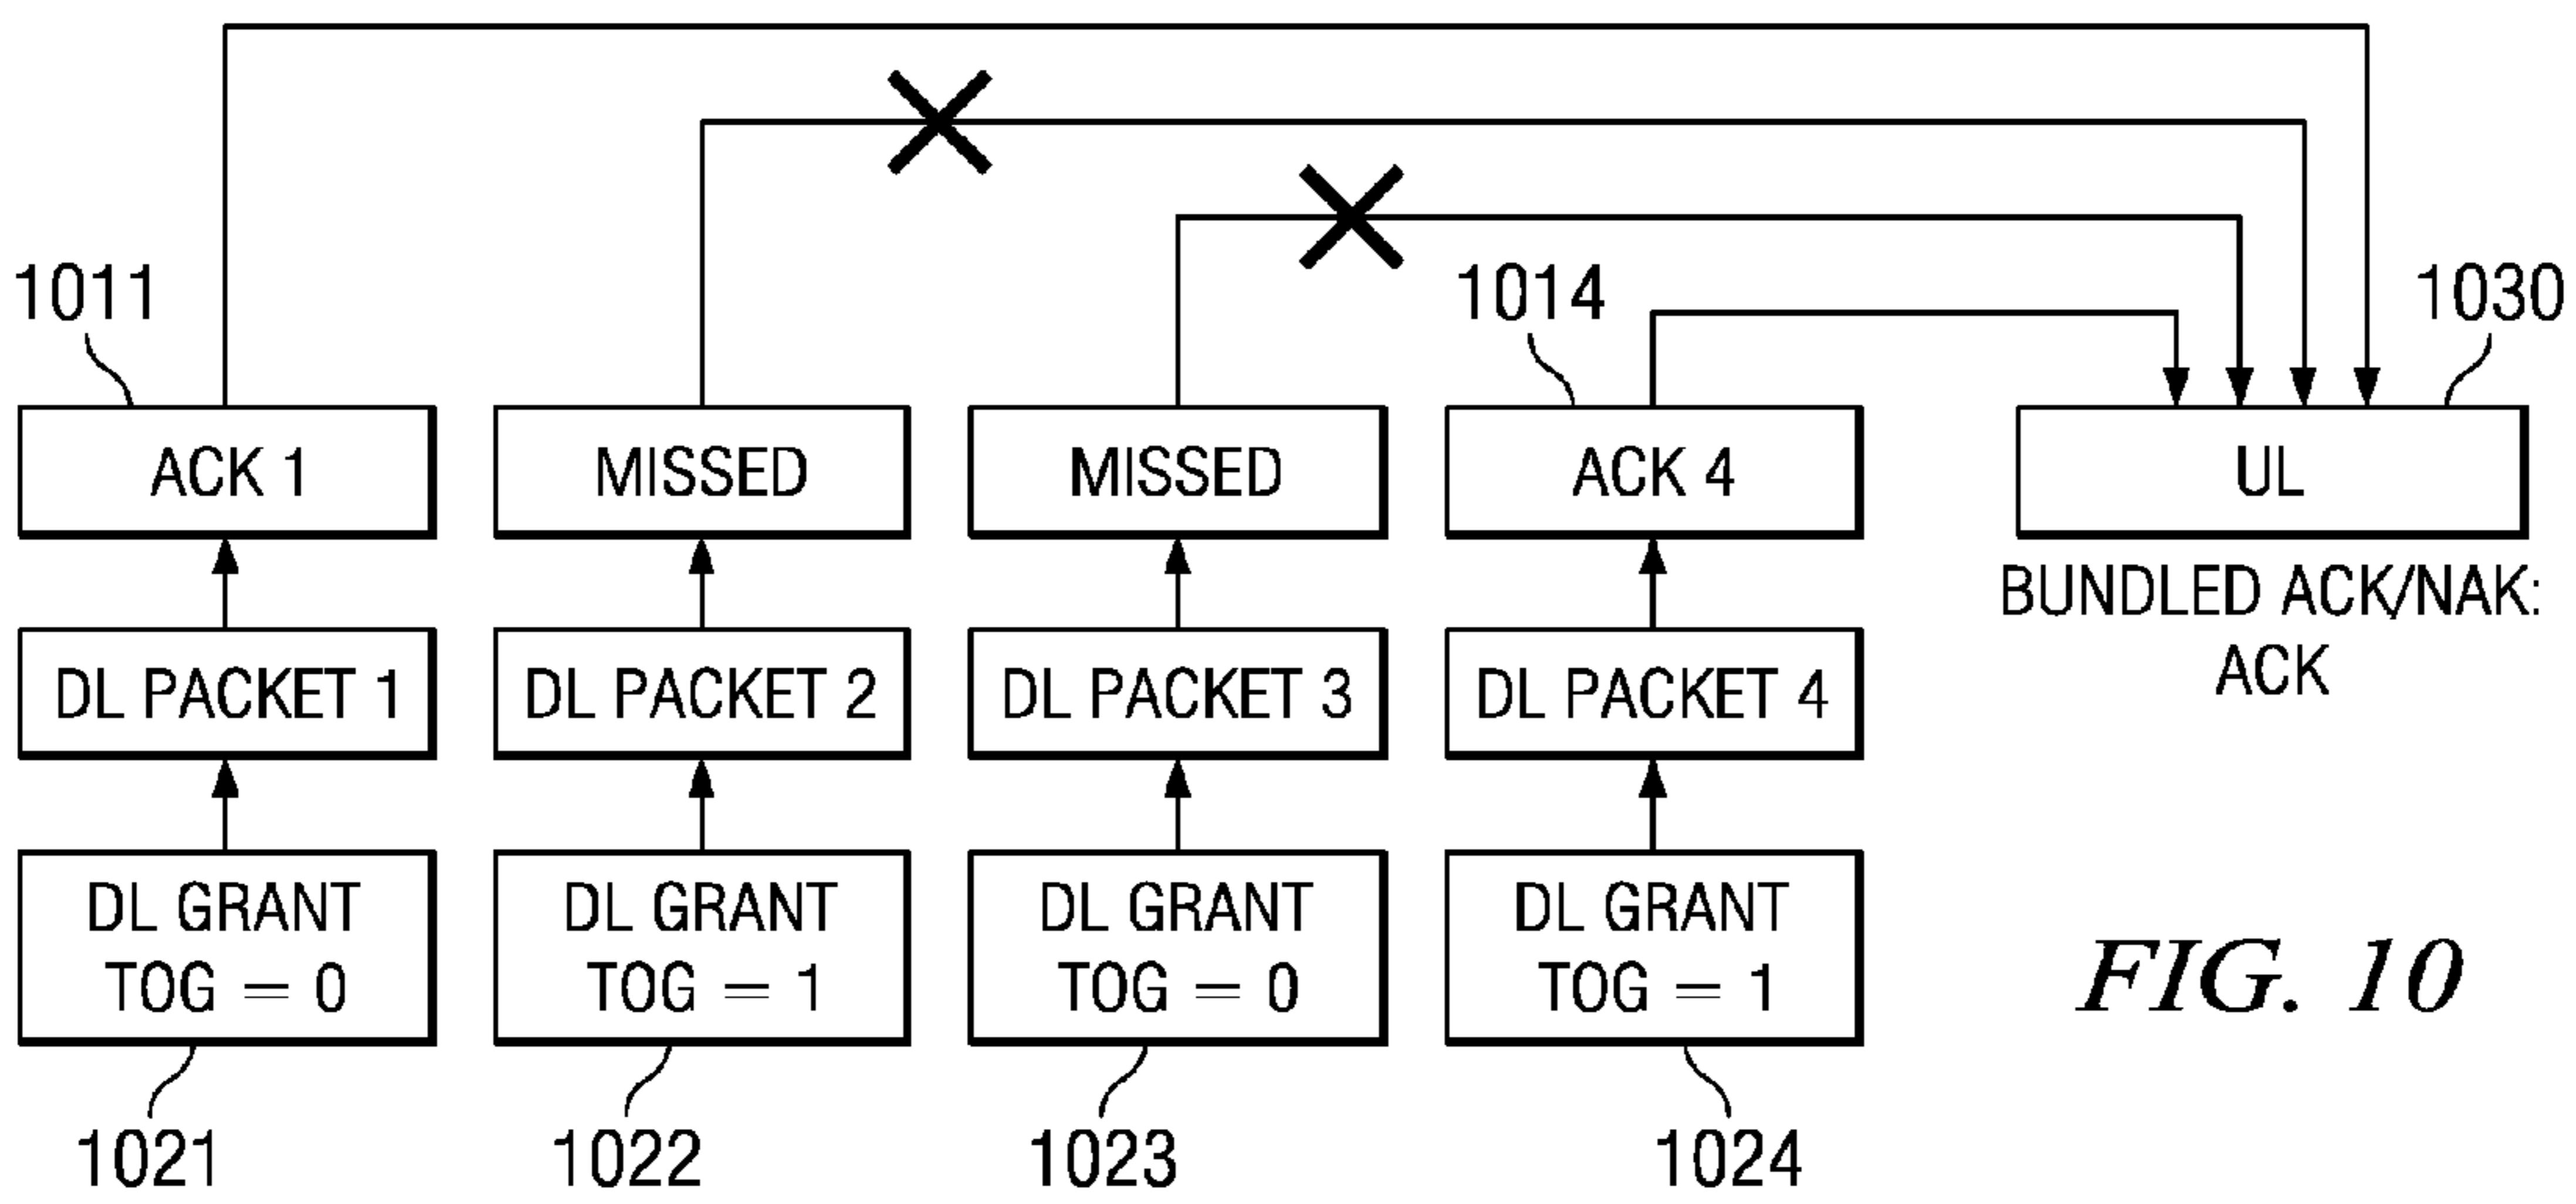 1011
1014
1030
ACK 1
MISSED
MISSED
ACK 4
UL
BUNDLED ACK/NAK:
ACK
DL PACKET 1
DL PACKET 2
DL PACKET 3
DL PACKET 4
DL GRANT
TOG = 0
DL GRANT
TOG = 1
DL GRANT
TOG = 0
DL GRANT
TOG = 1
FIG. 10
1021
1022
1023
1024